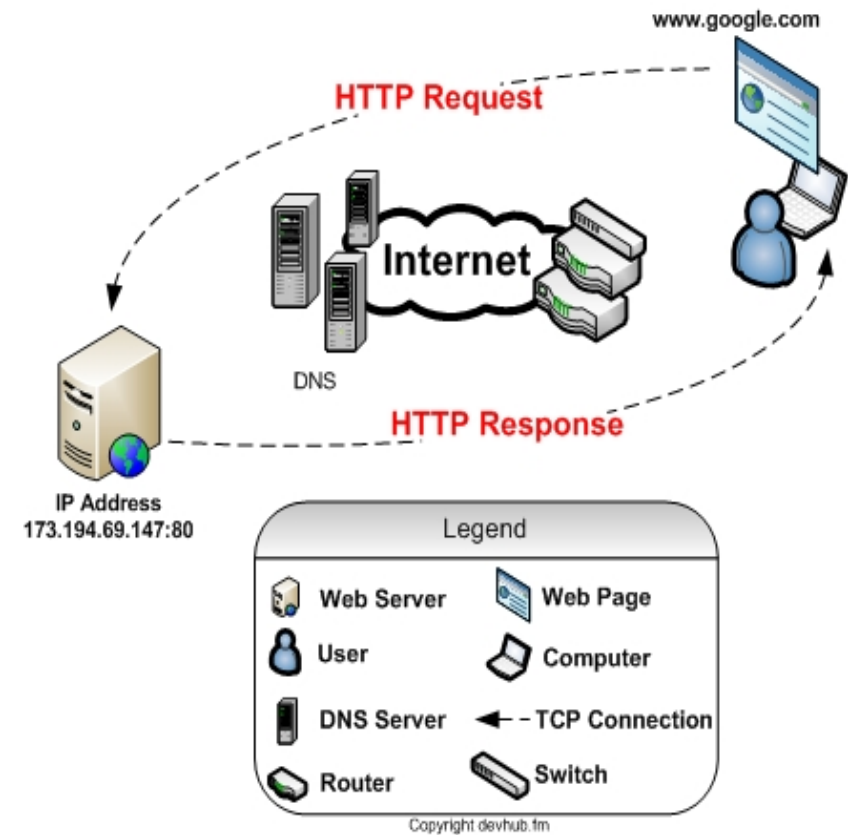 www.google.com
HTTP Request
Internet
DNS
HTTP Response
IP Address
173.194.69.147:80
Legend
Web Server
Web Page
User
Computer
DNS Server
TCP Connection
Router
Switch
Copyright devhub.fm